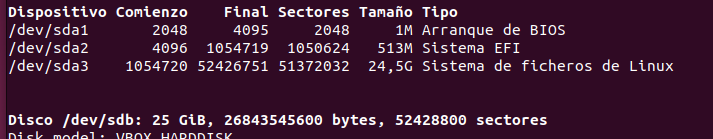 Dispositivo Comienzo Final Sectores Tamaño Tipo
/dev/sda1 2048 4095 2048 1M Arranque de BIOS
/dev/sda2 4096 1054719 1050624 513M Sistema EFI
/dev/sda3 1054720 52426751 51372032 24,5G Sistema de ficheros de Linux
Disco /dev/sdb: 25 GiB, 26843545600 bytes, 52428800 sectores
Disk model: VBOX HARDDISK